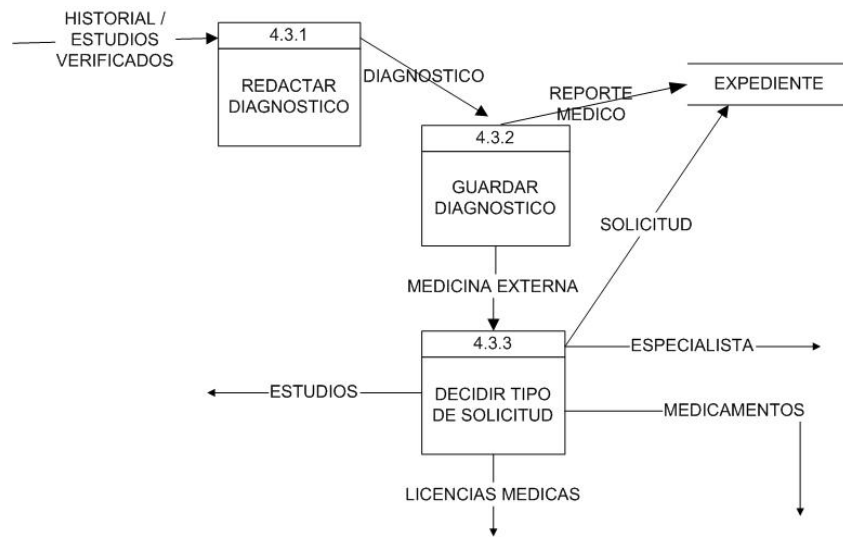 HISTORIAL /
ESTUDIOS
VERIFICADOS
4.3.1
REDACTAR
DIAGNOSTICO
DIAGNOSTICO
REPORTE
MEDICO
EXPEDIENTE
4.3.2
GUARDAR
DIAGNOSTICO
SOLICITUD
MEDICINA EXTERNA
4.3.3
DECIDIR TIPO
DE SOLICITUD
ESPECIALISTA
ESTUDIOS
MEDICAMENTOS
LICENCIAS MEDICAS